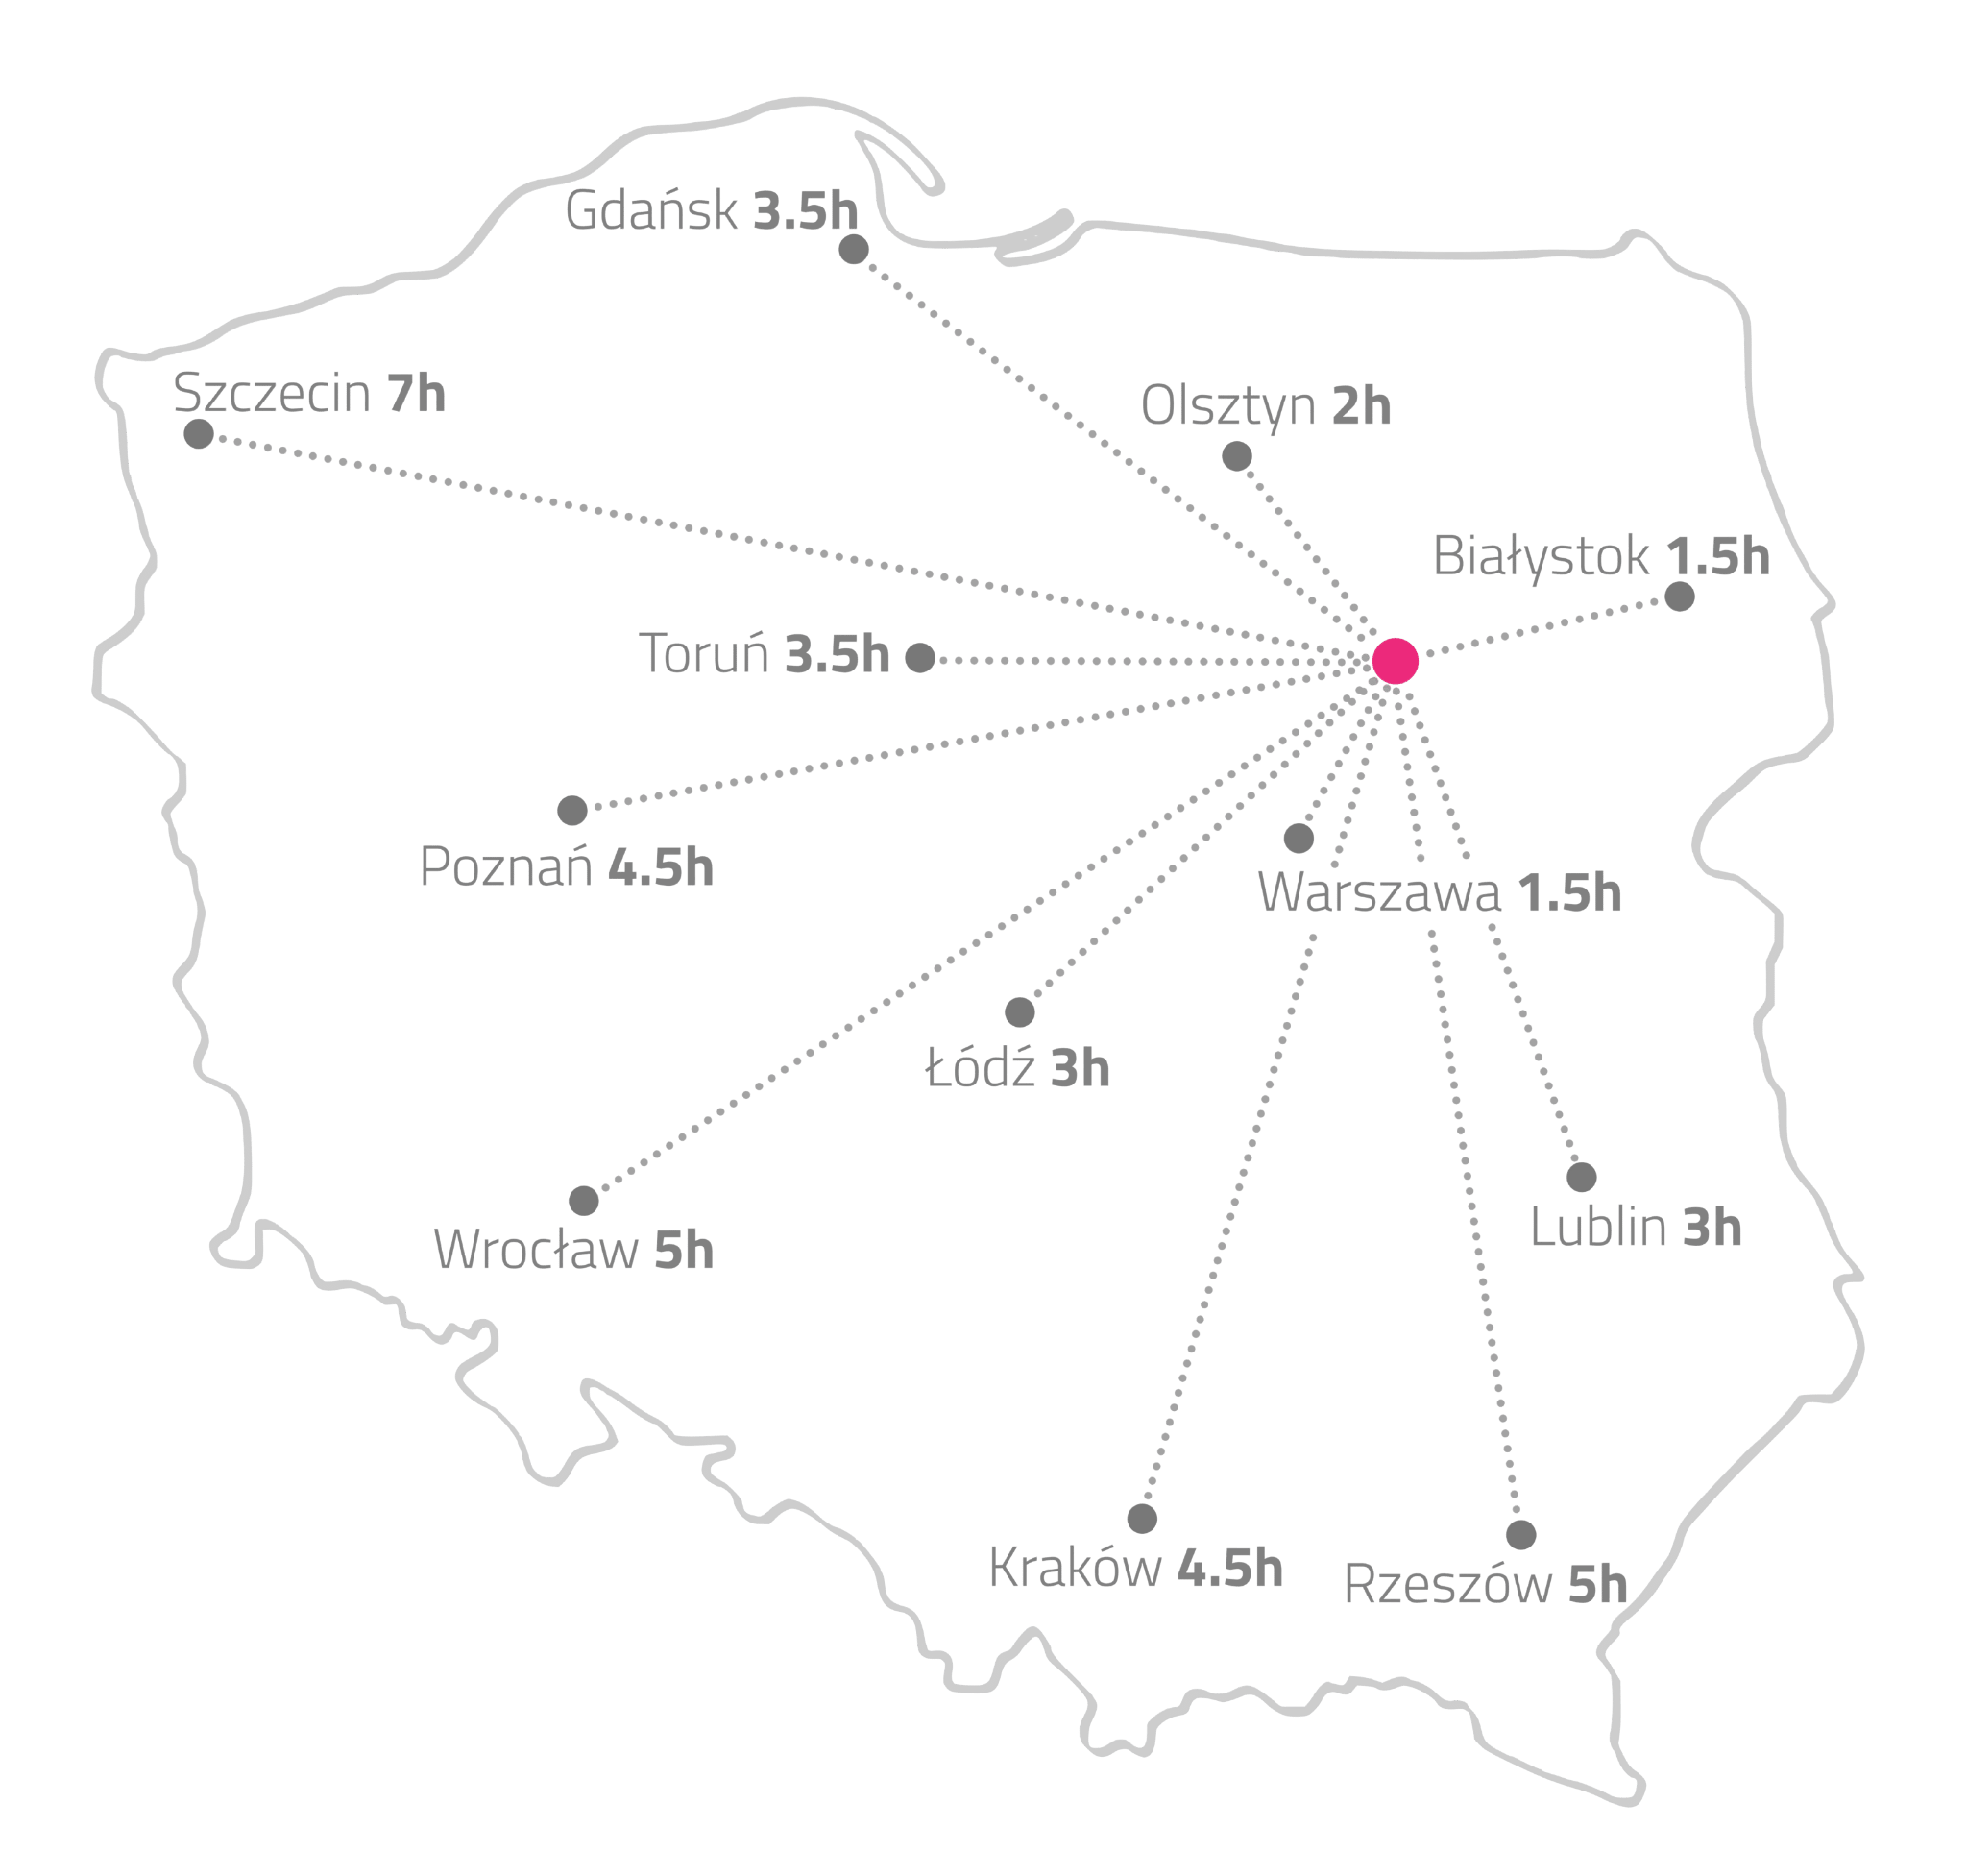 Gdańsk 3.5h
Szczecin 7h
Olsztyn 2h
Białystok 1.5h
Toruń 3.5h
Poznań 4.5h
Warszawa 1.5h
Łódź 3h
Lublin 3h
Wrocław 5h
Kraków 4.5h
Rzeszów 5h